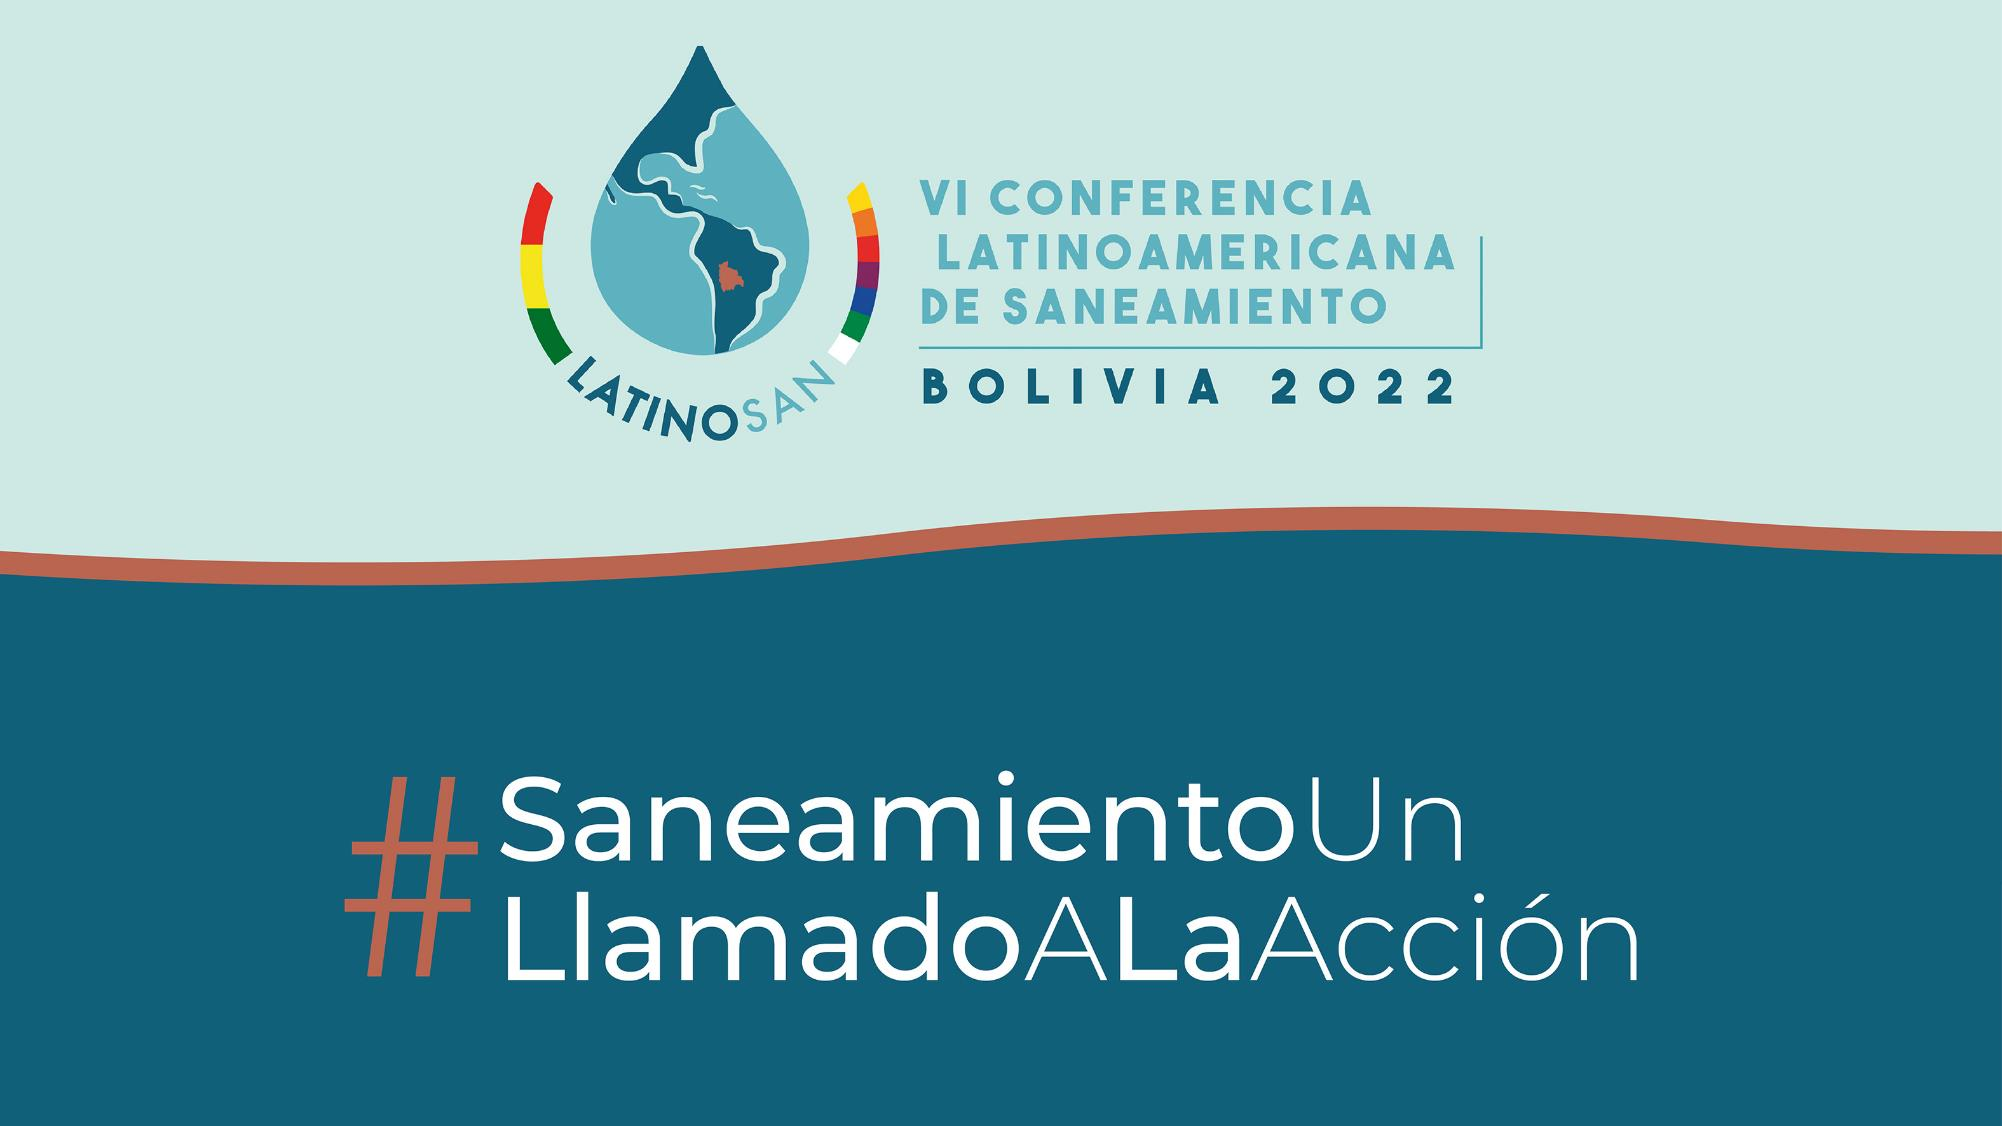 LATINOSAN
VI CONFERENCIA
LATINOAMERICANA
DE SANEAMIENTO
BOLIVIA 2022
#SaneamientoUn
LlamadoALaAcción